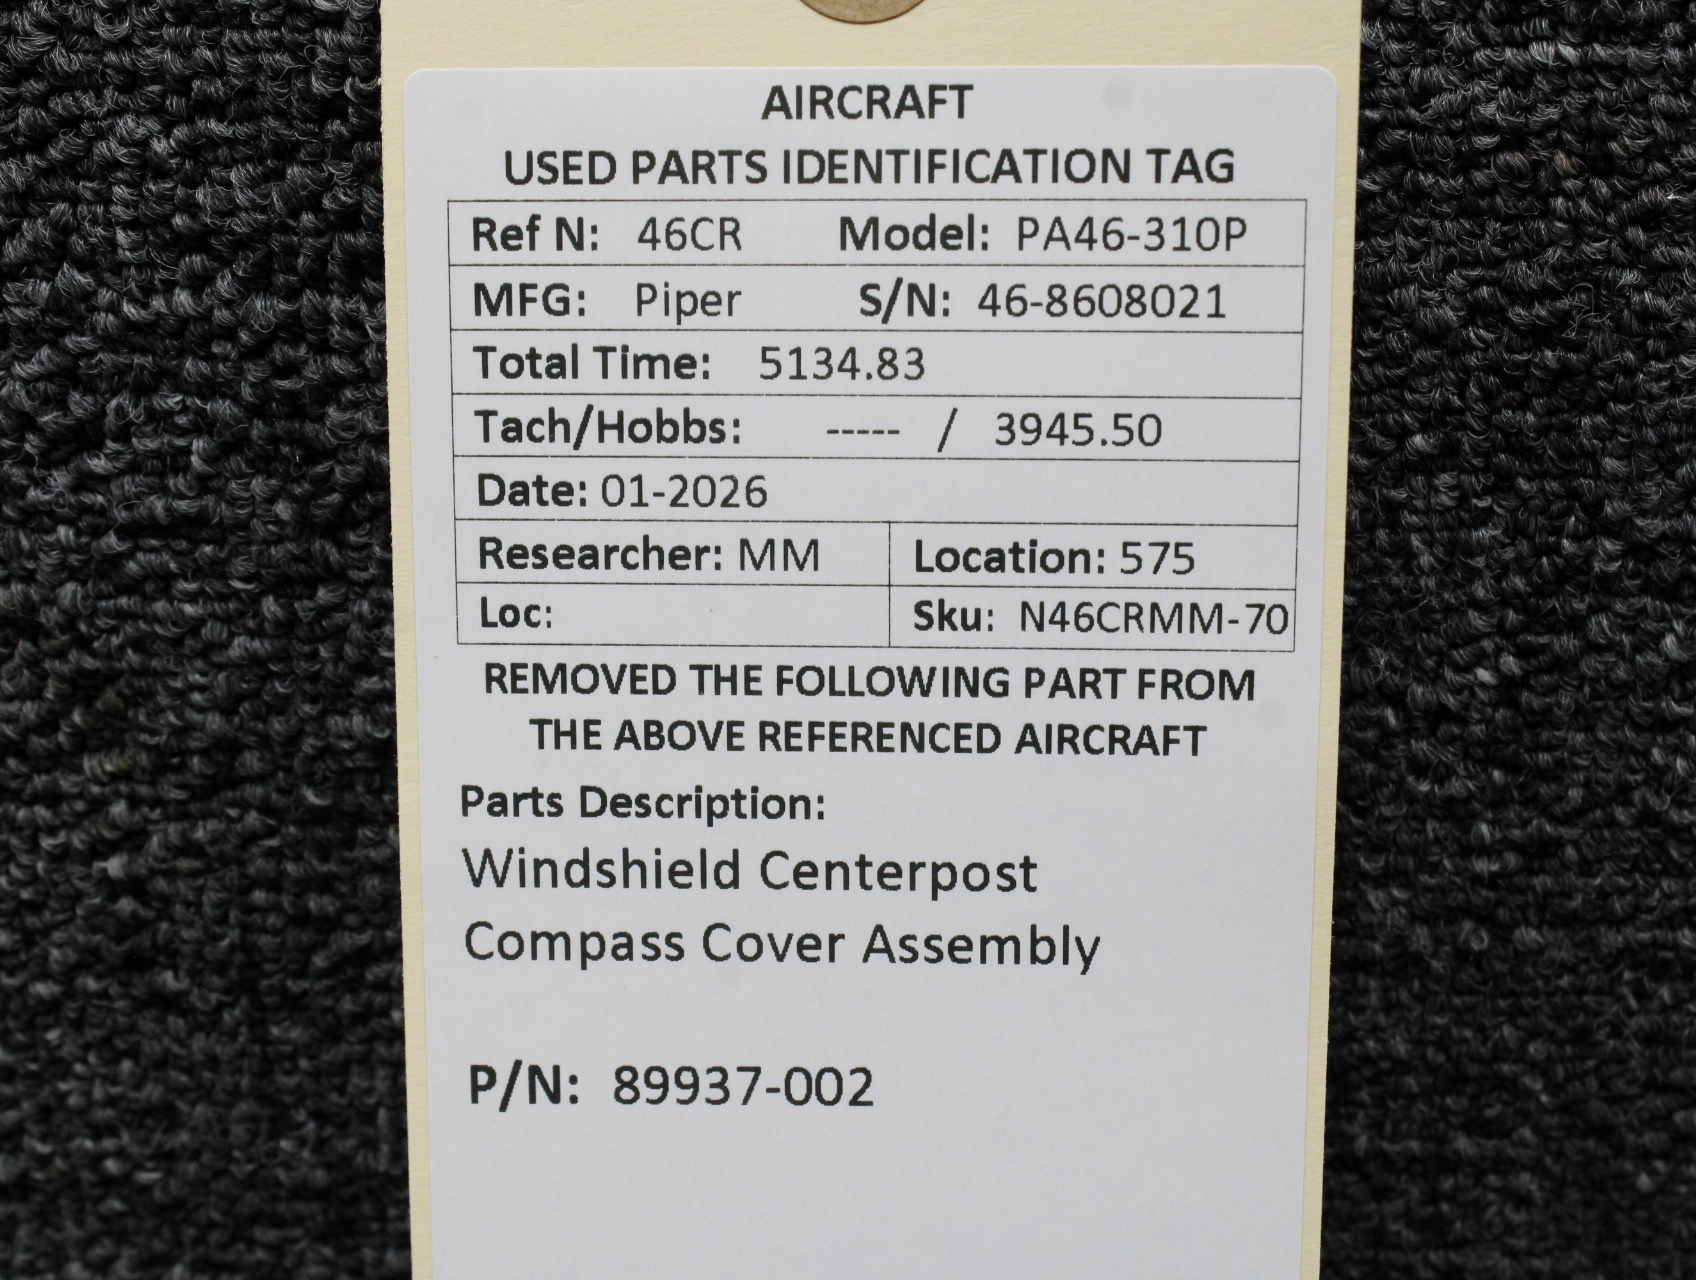 AIRCRAFT
USED PARTS IDENTIFICATION TAG
Ref N: 46CR Model: PA46-310P
MFG: Piper S/N: 46-8608021
Total Time: 5134.83
Tach/Hobbs: ----- / 3945.50
Date: 01-2026
Researcher: MM Location: 575
Loc: Sku: N46CRMM-70
REMOVED THE FOLLOWING PART FROM
THE ABOVE REFERENCED AIRCRAFT
Parts Description:
Windshield Centerpost
Compass Cover Assembly
P/N: 89937-002